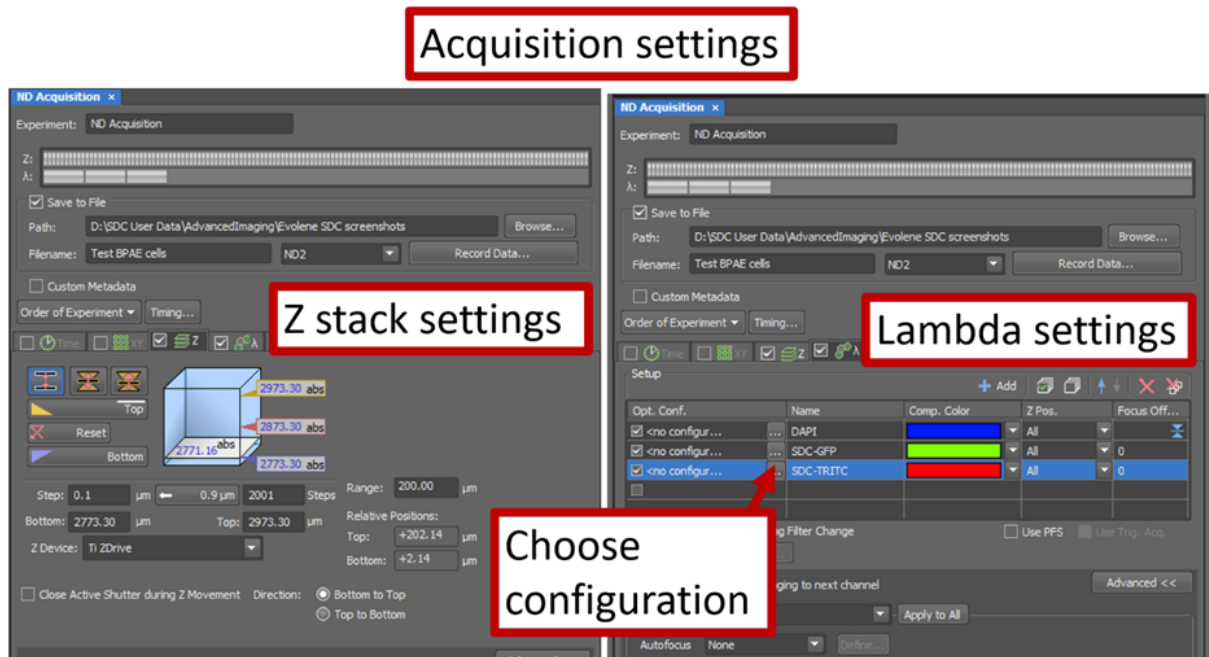 Acquisition settings
ND Acquisition ×
Experiment: ND Acquisition
Z:
λ:
Save to File
Path: D:\SDC User Data\AdvancedImaging\Evolene SDC screenshots Browse...
Filename: Test BPAE cells ND2 Record Data...
Custom Metadata
Order of Experiment Timing...
Z stack settings
Time XY Z λ
Top
Reset
Bottom
2973.30 abs
2873.30 abs
2771.16 abs
2773.30 abs
Step: 0.1 µm 0.9 µm 2001 Steps Range: 200.00 µm
Bottom: 2773.30 µm Top: 2973.30 µm Relative Positions:
Top: +202.14 µm
Z Device: Ti ZDrive Bottom: +2.14 µm
Close Active Shutter during Z Movement Direction: Bottom to Top
Top to Bottom
ND Acquisition ×
Experiment: ND Acquisition
Z:
λ:
Save to File
Path: D:\SDC User Data\AdvancedImaging\Evolene SDC screenshots Browse...
Filename: Test BPAE cells ND2 Record Data...
Custom Metadata
Order of Experiment Timing...
Lambda settings
Time XY Z λ
Setup
Add
Opt. Conf. Name Comp. Color Z Pos. Focus Off...
<no configur... ... DAPI All
<no configur... ... SDC-GFP All 0
<no configur... ... SDC-TRITC All 0
Choose
configuration
Filter Change Use PFS Use Trig. Acq.
to next channel Advanced <<
Apply to All
Autofocus None Define...